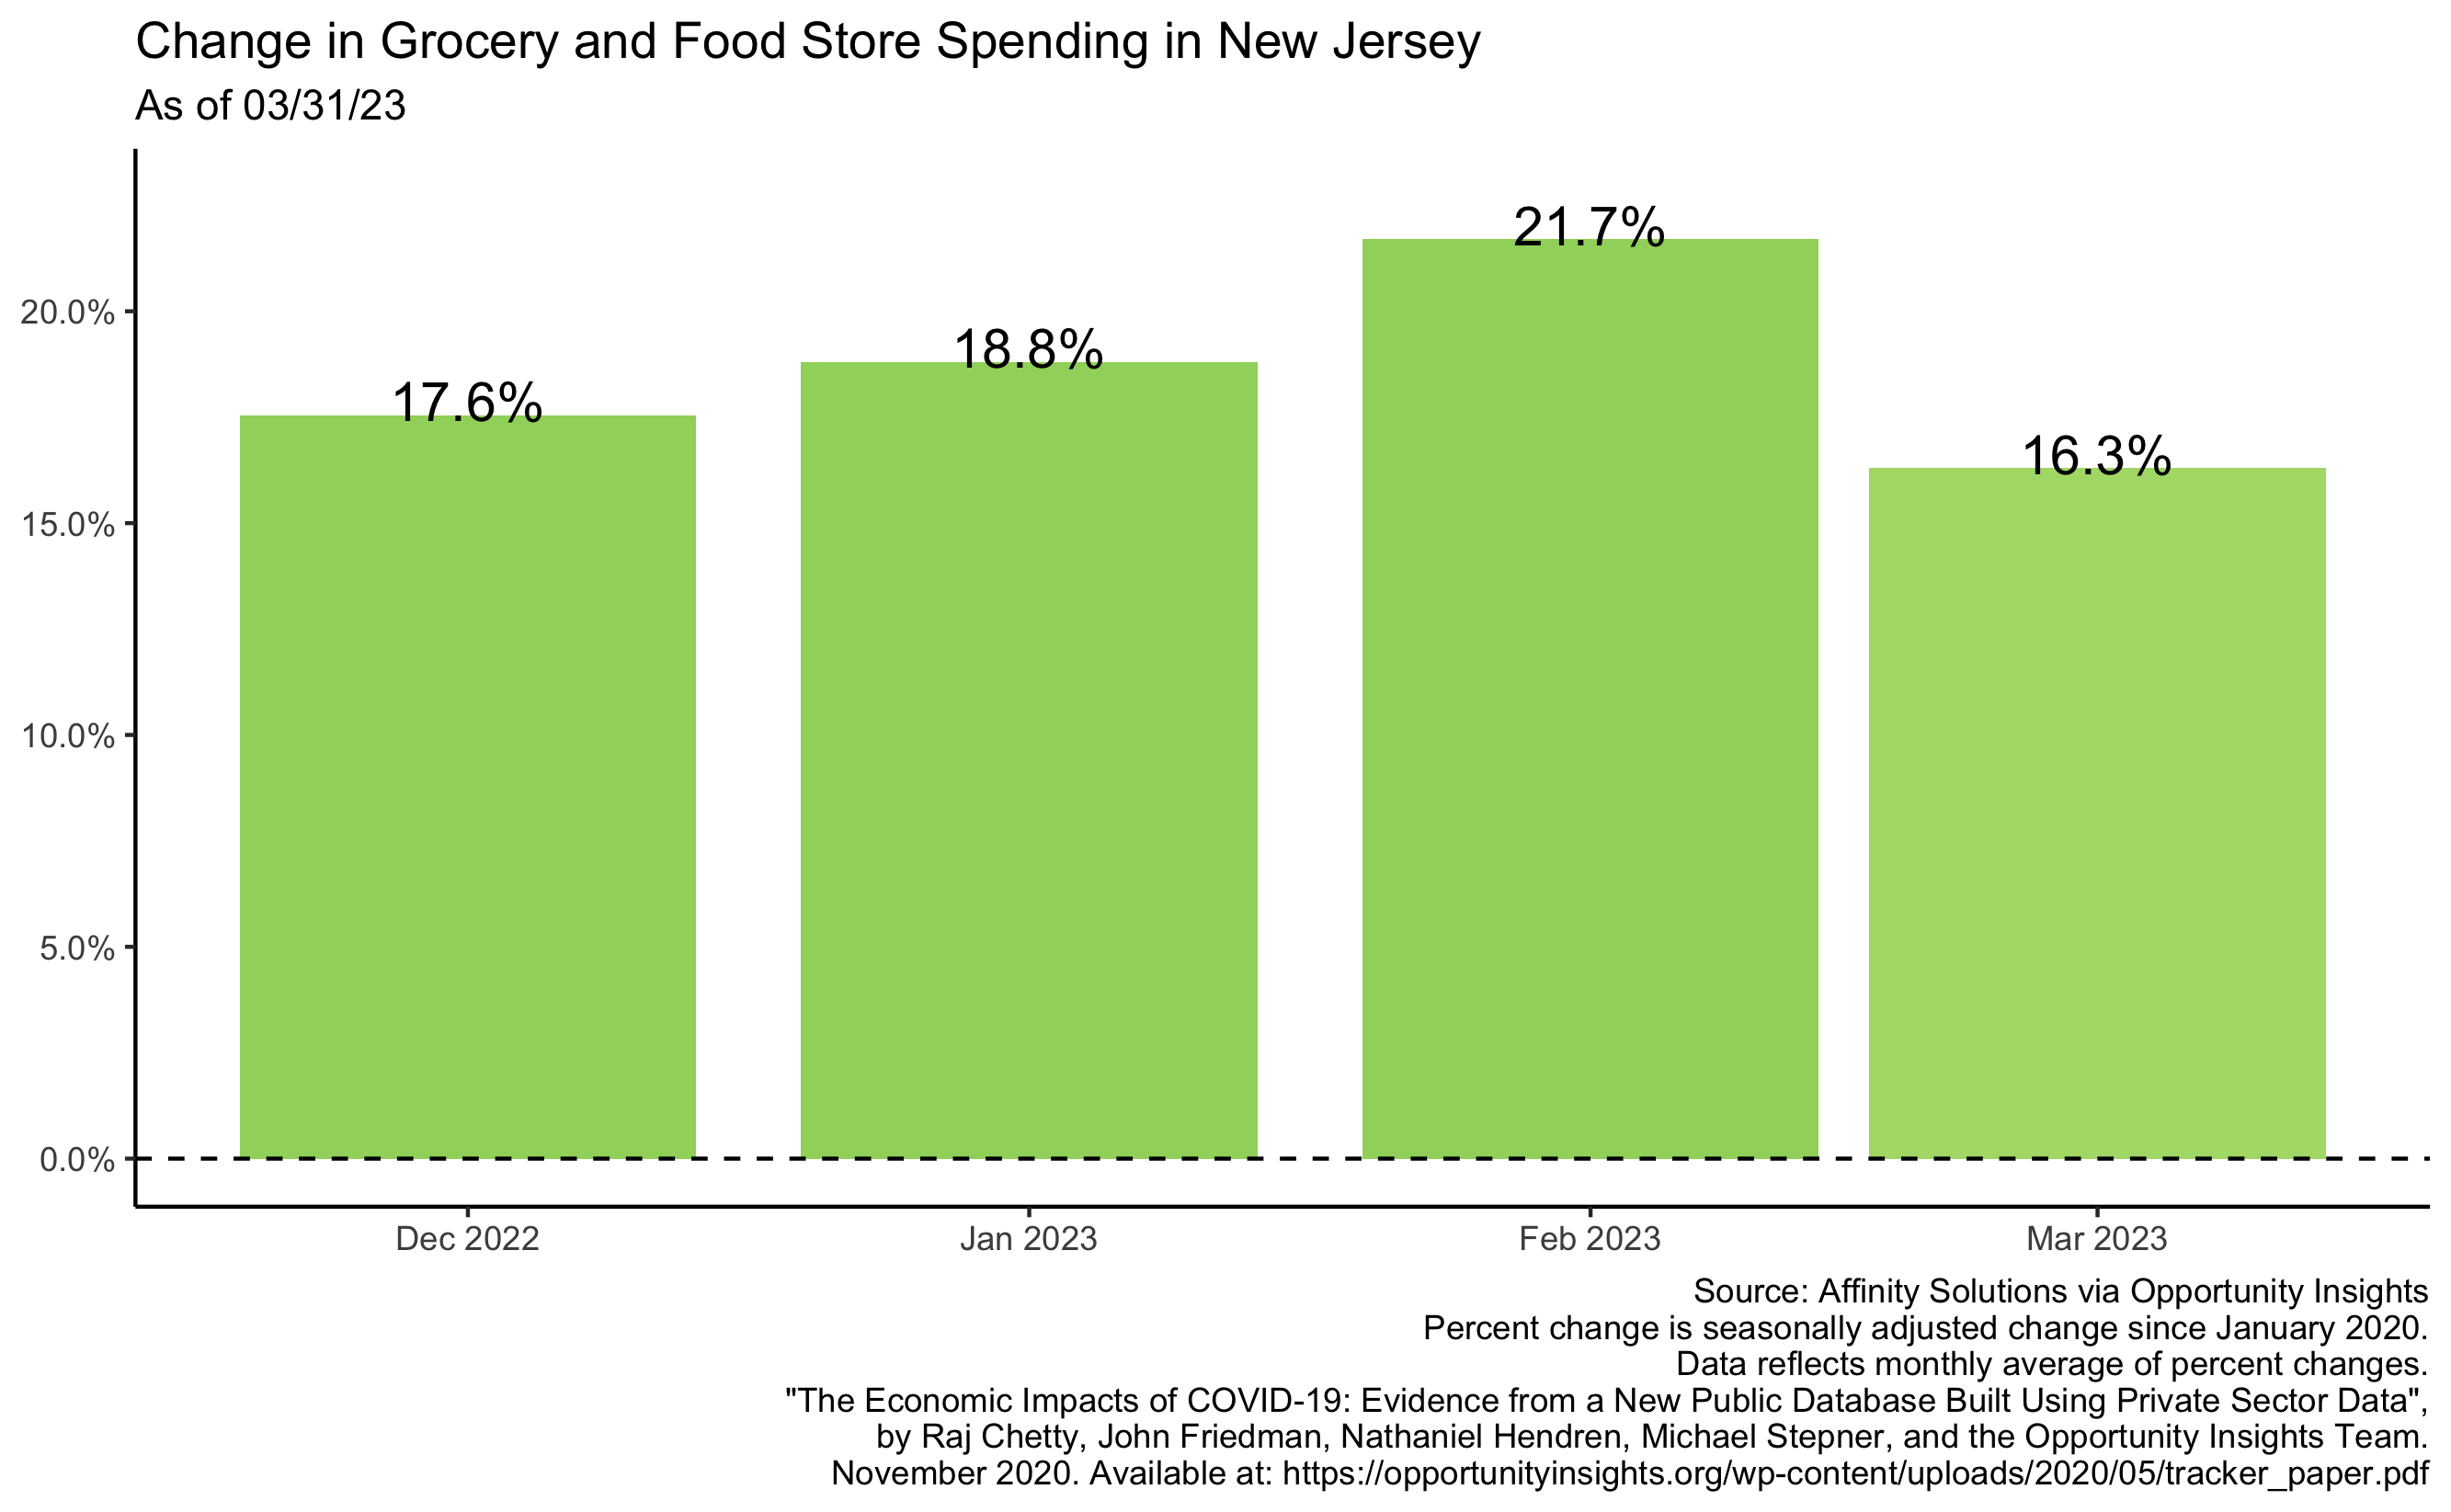 Change in Grocery and Food Store Spending in New Jersey
As of 03/31/23
21.7%
20.0%
18.8%
17.6%
16.3%
15.0%
10.0%
5.0%
0.0%
Dec 2022 Jan 2023 Feb 2023 Mar 2023
Source: Affinity Solutions via Opportunity Insights
Percent change is seasonally adjusted change since January 2020.
Data reflects monthly average of percent changes.
"The Economic Impacts of COVID-19: Evidence from a New Public Database Built Using Private Sector Data",
by Raj Chetty, John Friedman, Nathaniel Hendren, Michael Stepner, and the Opportunity Insights Team.
November 2020. Available at: https://opportunityinsights.org/wp-content/uploads/2020/05/tracker_paper.pdf